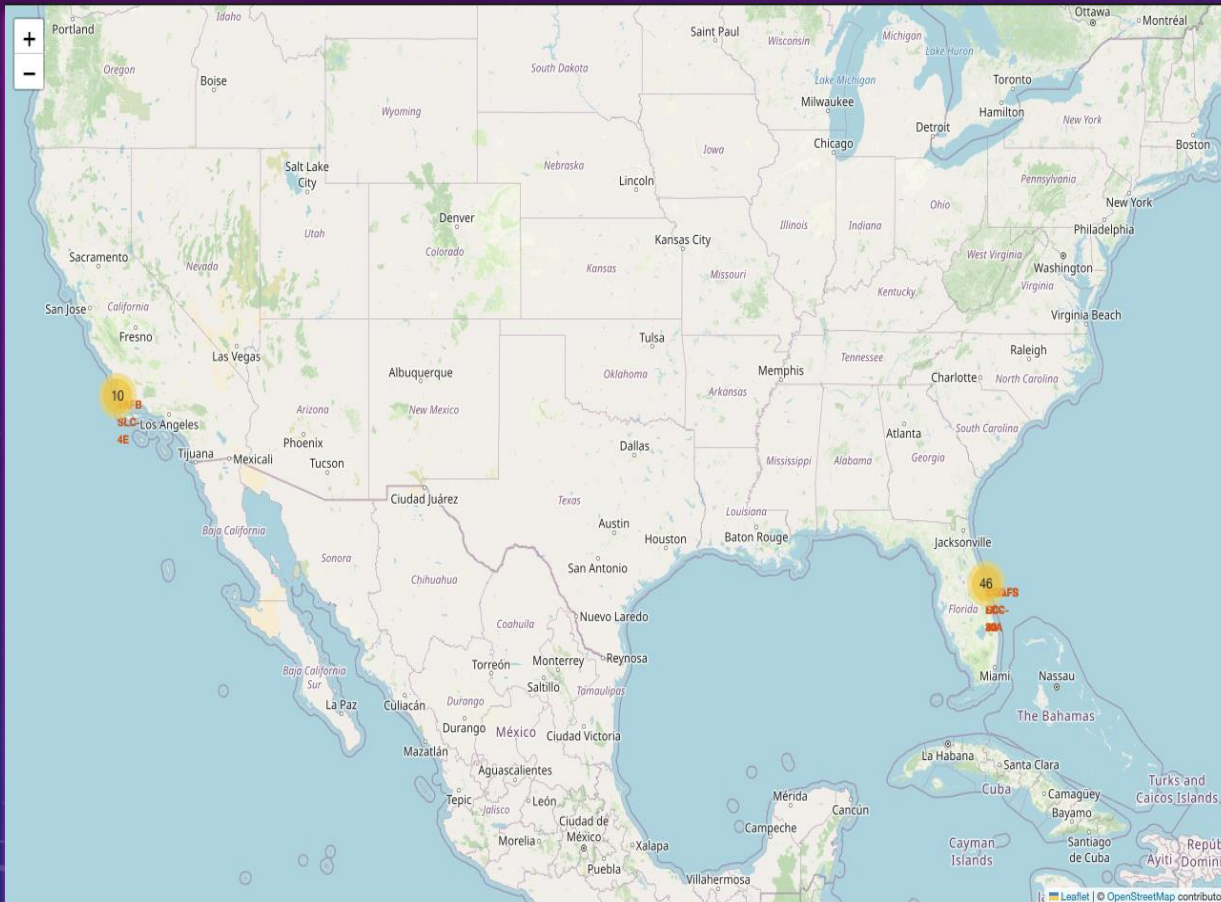 Idaho
Ottawa
Montréal
+
Portland
Saint Paul
Wisconsin
Michigan
Lake Huron
−
Oregon
South Dakota
Toronto
Boise
Lake Michigan
Wyoming
Milwaukee
Hamilton
New York
Detroit
Chicago
Boston
Iowa
Salt Lake
City
Nebraska
Lincoln
Pennsylvania
New York
Denver
Ohio
Utah
Illinois
Indiana
Philadelphia
Kansas City
Colorado
West Virginia
Sacramento
Nevada
Kansas
Missouri
Washington
Virginia
Kentucky
San Jose
California
Virginia Beach
Fresno
Tulsa
Las Vegas
Raleigh
Tennessee
Albuquerque
Oklahoma
Memphis
Charlotte
North Carolina
10
Arkansas
Arizona
New Mexico
SLC-
Los Angeles
4E
South Carolina
Atlanta
Phoenix
Dallas
Tijuana
Mexicali
Tucson
Mississippi
Alabama
Georgia
Ciudad Juárez
Texas
Louisiana
Austin
Baja California
Houston
Baton Rouge
Jacksonville
Sonora
San Antonio
Chihuahua
46
Florida
Nuevo Laredo
Coahuila
Reynosa
Torreón
Monterrey
Baja California
Sur
Saltillo
Tamaulipas
Miami
Nassau
La Paz
Culiacán
Durango
Durango
México
Ciudad Victoria
The Bahamas
Mazatlán
La Habana
Santa Clara
Aguascalientes
Cuba
Turks and
Caicos Islands
Tepic
León
Jalisco
Mérida
Cancún
Camagüey
Bayamo
Ciudad de
México
Campeche
Morelia
Xalapa
Cayman
Islands
Santiago
de Cuba
Puebla
Ayiti
Villahermosa
Leaflet | © OpenStreetMap